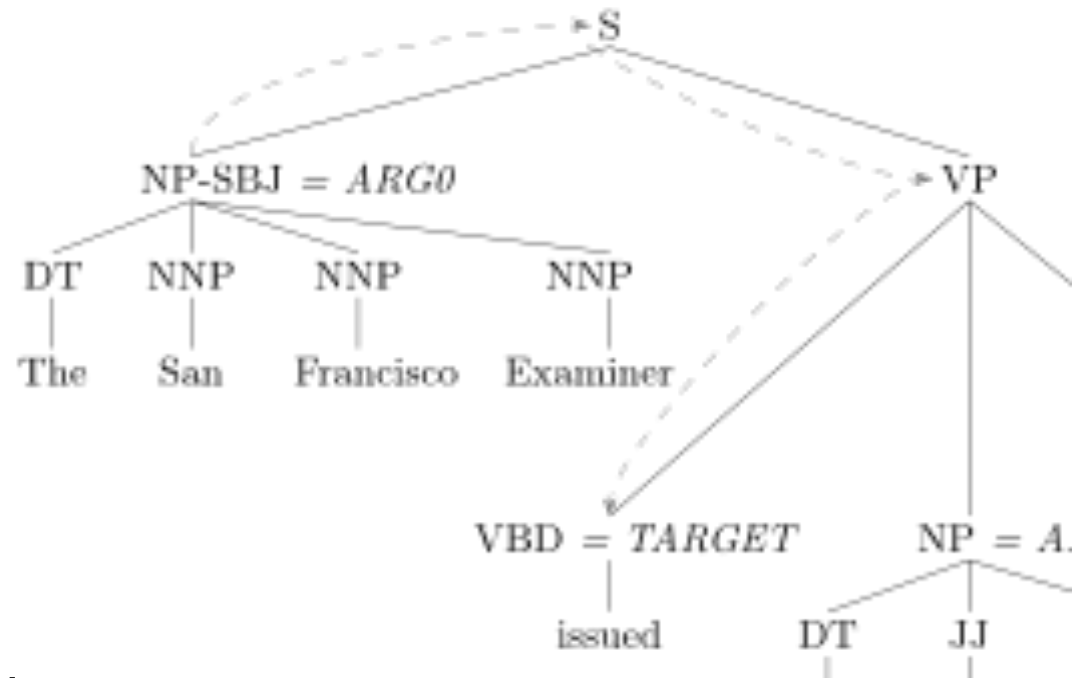 S
NP-SBJ = ARG0 VP
DT NNP NNP NNP
The San Francisco Examiner
VBD = TARGET NP = A
issued DT JJ